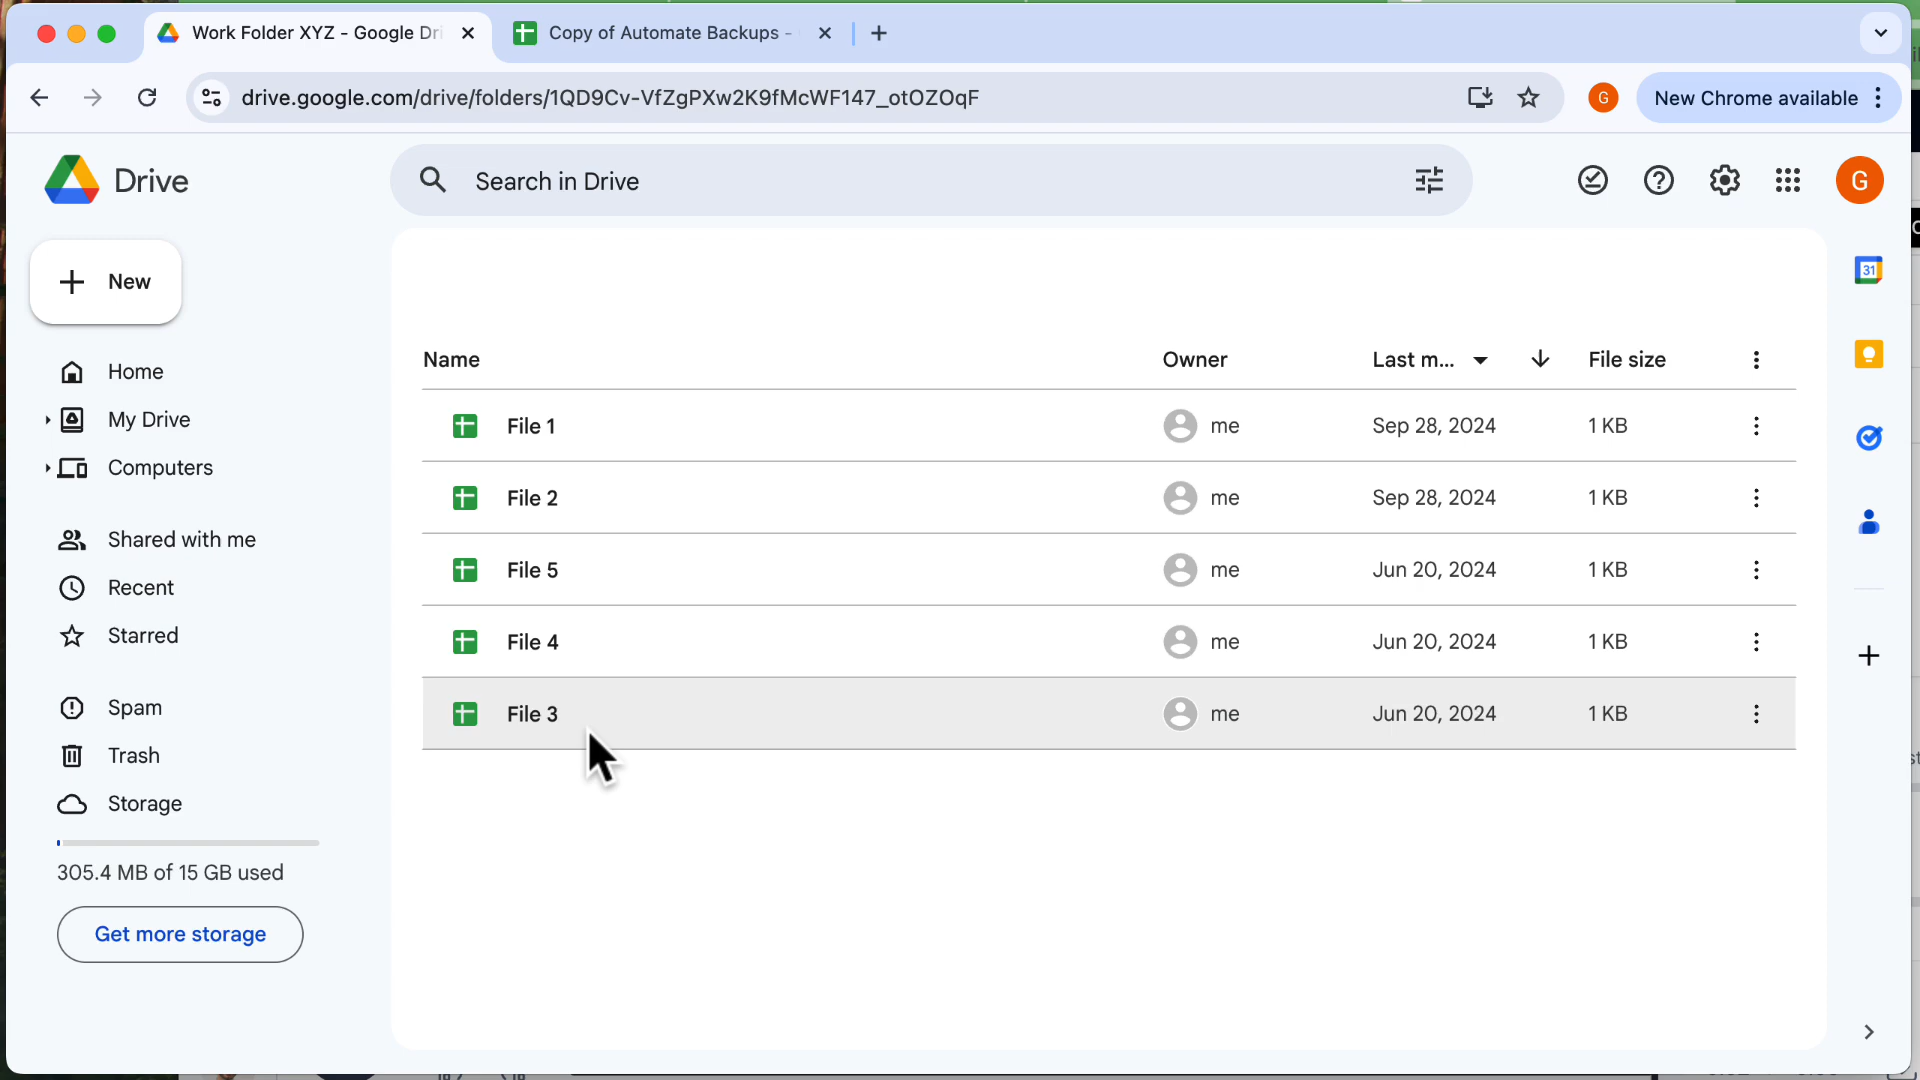 Work Folder XYZ - Google Dri
Copy of Automate Backups -
drive.google.com/drive/folders/1QD9Cv-VfZgPXw2K9fMcWF147_otOZOqF
G
New Chrome available
Drive
Search in Drive
G
New
Home
My Drive
Computers
Shared with me
Recent
Starred
Spam
Trash
Storage
305.4 MB of 15 GB used
Get more storage
Name Owner Last m... File size
File 1 me Sep 28, 2024 1 KB
File 2 me Sep 28, 2024 1 KB
File 5 me Jun 20, 2024 1 KB
File 4 me Jun 20, 2024 1 KB
File 3 me Jun 20, 2024 1 KB
31